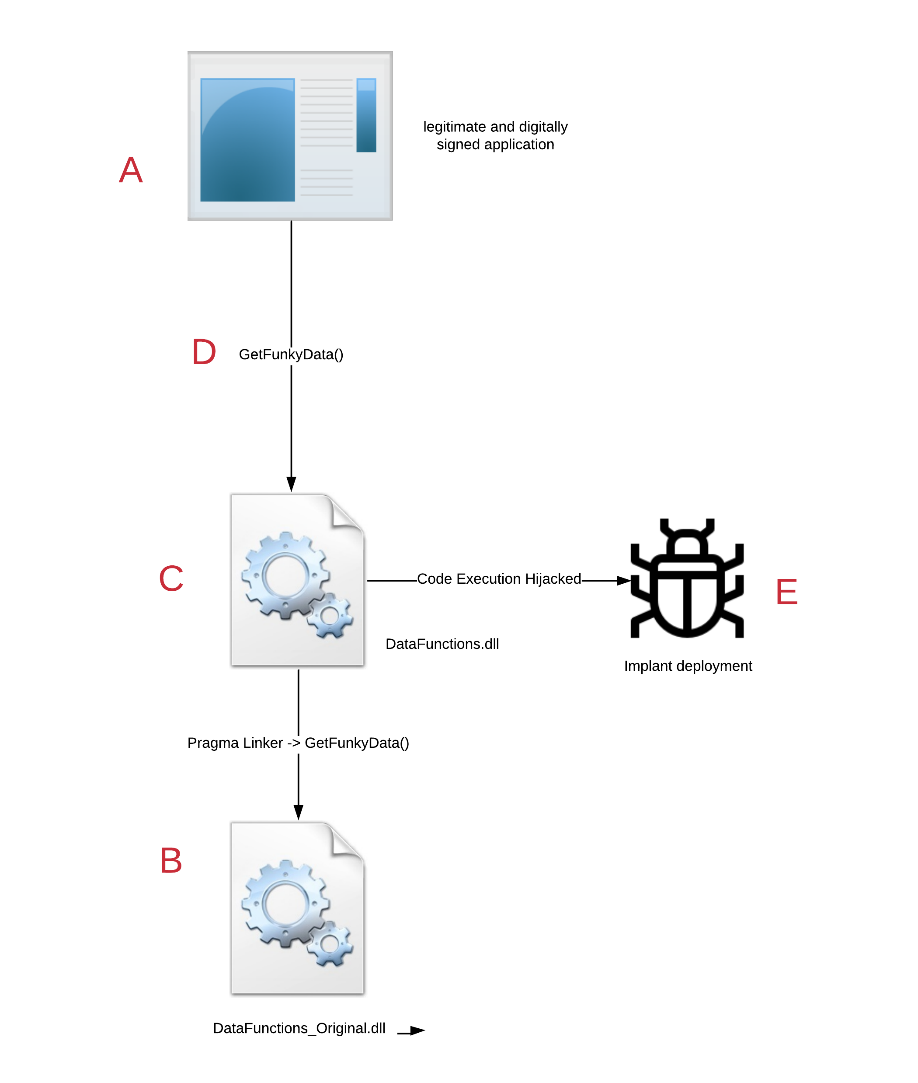 legitimate and digitally
signed application
A
D
GetFunkyData()
C
Code Execution Hijacked
E
DataFunctions.dll
Implant deployment
Pragma Linker -> GetFunkyData()
B
DataFunctions_Original.dll